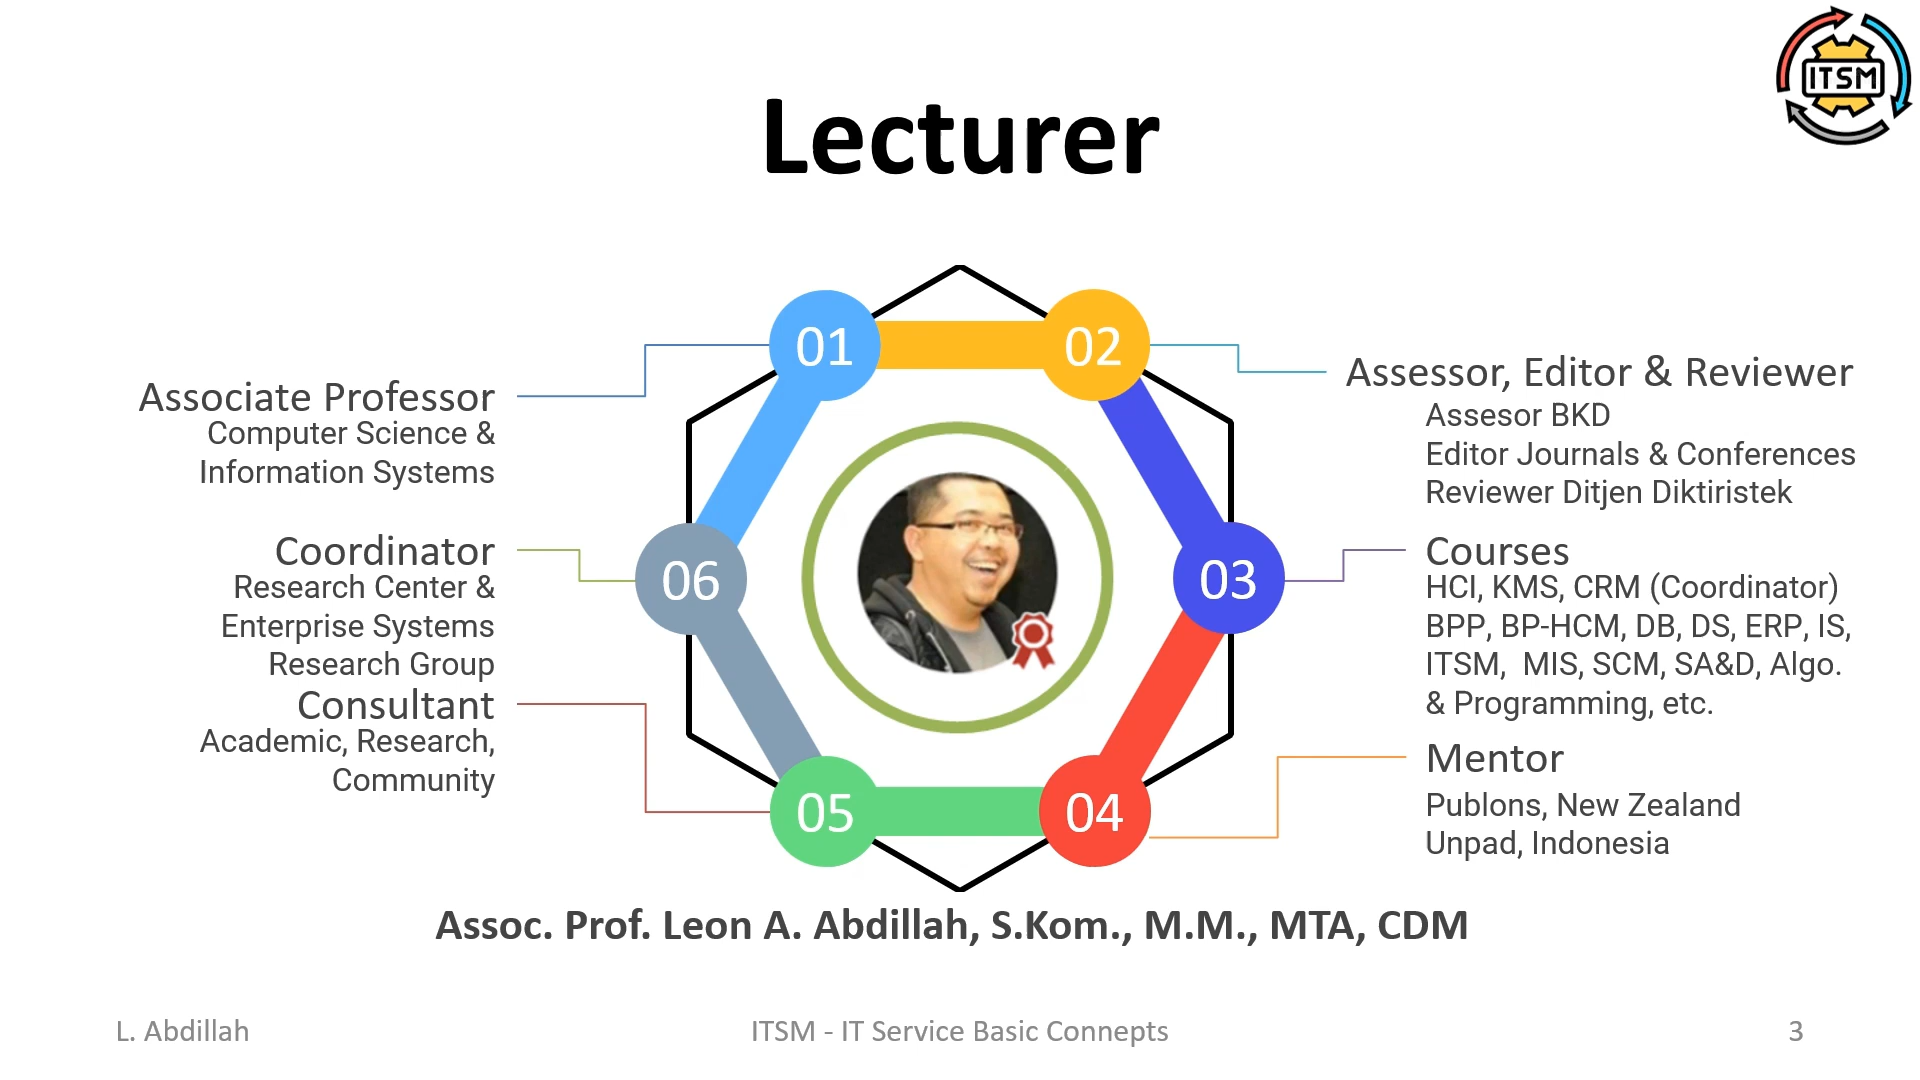 ITSM
Lecturer
01
Associate Professor
Computer Science &
Information Systems
02
Assessor, Editor & Reviewer
Assesor BKD
Editor Journals & Conferences
Reviewer Ditjen Diktiristek
03
Courses
HCI, KMS, CRM (Coordinator)
BPP, BP-HCM, DB, DS, ERP, IS,
ITSM,  MIS, SCM, SA&D, Algo.
& Programming, etc.
04
Mentor
Publons, New Zealand
Unpad, Indonesia
05
Consultant
Academic, Research,
Community
06
Coordinator
Research Center &
Enterprise Systems
Research Group
Assoc. Prof. Leon A. Abdillah, S.Kom., M.M., MTA, CDM
L. Abdillah
ITSM - IT Service Basic Connepts
3